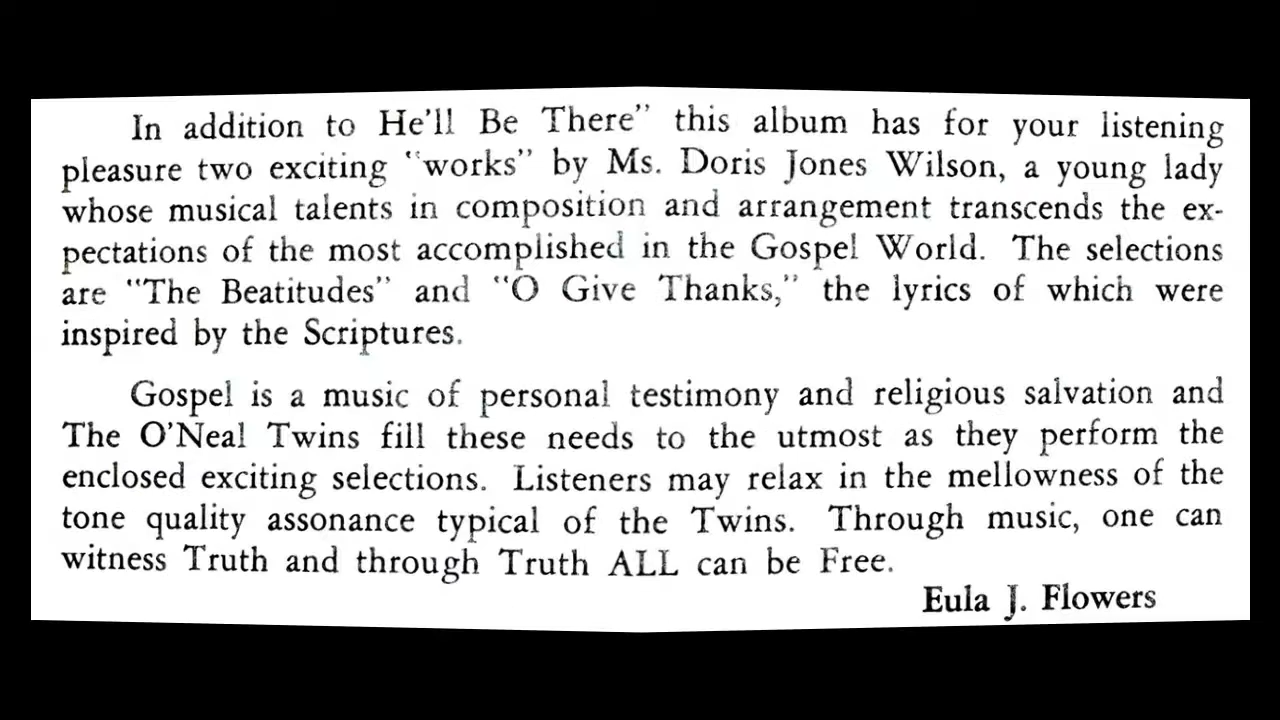 In addition to He'll Be There" this album has for your listening
pleasure two exciting "works" by Ms. Doris Jones Wilson, a young lady
whose musical talents in composition and arrangement transcends the ex-
pectations of the most accomplished in the Gospel World. The selections
are "The Beatitudes" and "O Give Thanks," the lyrics of which were
inspired by the Scriptures.
Gospel is a music of personal testimony and religious salvation and
The O'Neal Twins fill these needs to the utmost as they perform the
enclosed exciting selections. Listeners may relax in the mellowness of the
tone quality assonance typical of the Twins. Through music, one can
witness Truth and through Truth ALL can be Free.
Eula J. Flowers